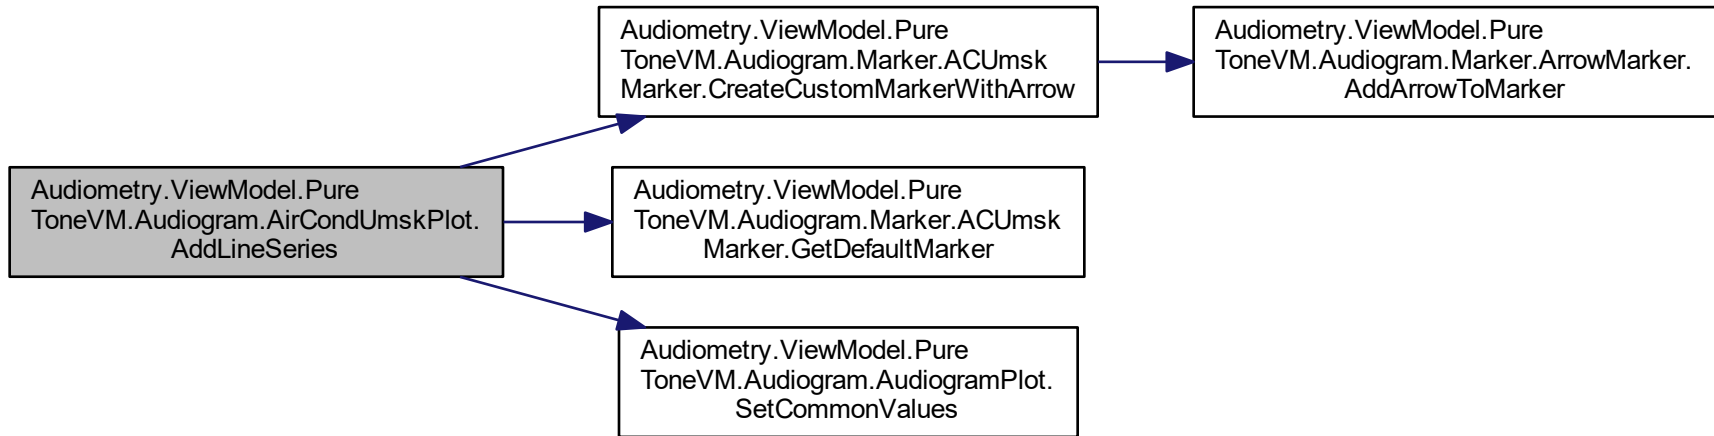 Audiometry.ViewModel.Pure
ToneVM.Audiogram.AirCondUmskPlot.
AddLineSeries
Audiometry.ViewModel.Pure
ToneVM.Audiogram.Marker.ACUmsk
Marker.CreateCustomMarkerWithArrow
Audiometry.ViewModel.Pure
ToneVM.Audiogram.Marker.ArrowMarker.
AddArrowToMarker
Audiometry.ViewModel.Pure
ToneVM.Audiogram.Marker.ACUmsk
Marker.GetDefaultMarker
Audiometry.ViewModel.Pure
ToneVM.Audiogram.AudiogramPlot.
SetCommonValues